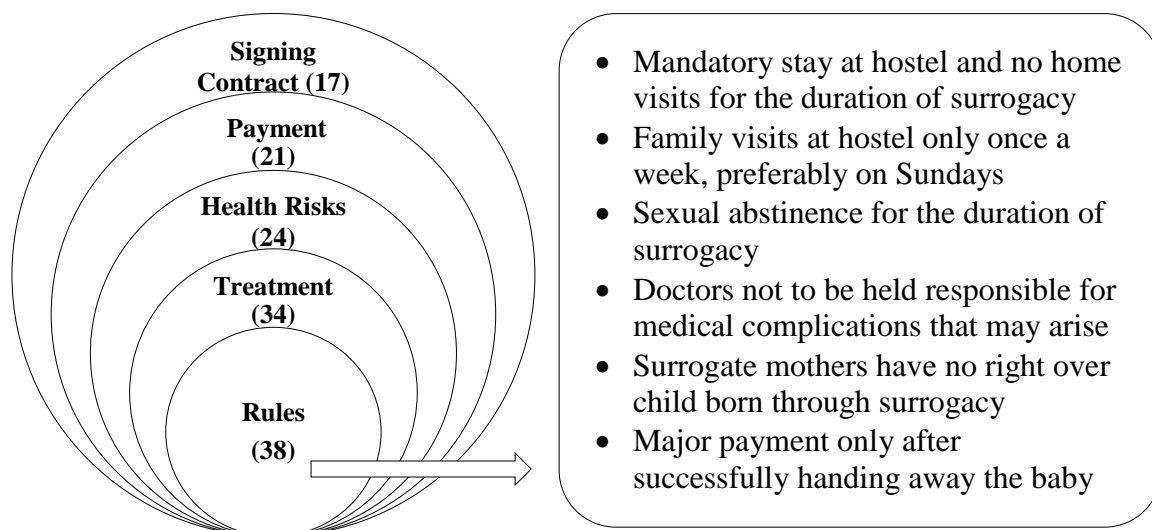 Signing
Contract (17)
Payment
(21)
Health Risks
(24)
Treatment
(34)
Rules
(38)
• Mandatory stay at hostel and no home
visits for the duration of surrogacy
• Family visits at hostel only once a
week, preferably on Sundays
• Sexual abstinence for the duration of
surrogacy
• Doctors not to be held responsible for
medical complications that may arise
• Surrogate mothers have no right over
child born through surrogacy
• Major payment only after
successfully handing away the baby